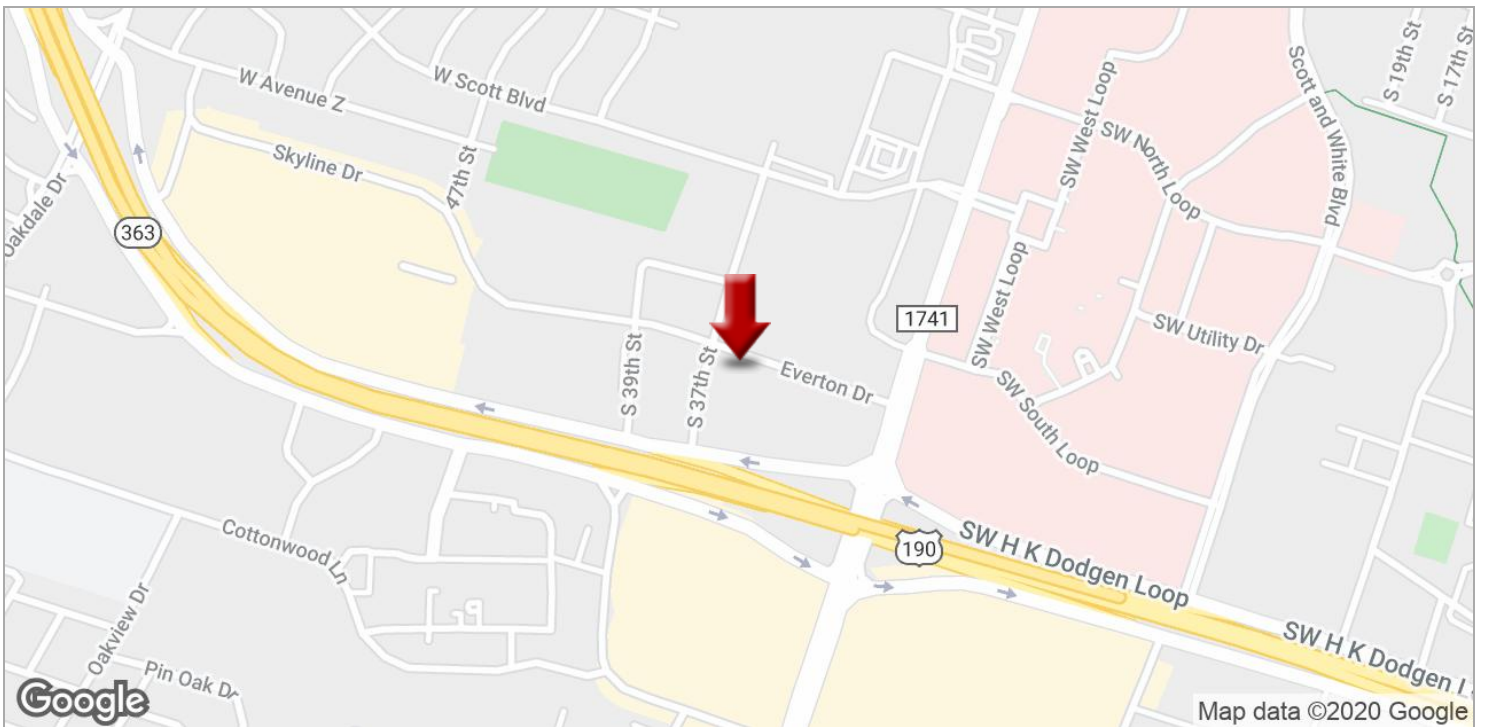 W Avenue Z
W Scott Blvd
Skyline Dr
47th St
Oakdale Dr
363
SW West Loop
SW North Loop
Scott and White Blvd
S 19th St
S 17th St
1741
SW West Loop
SW Utility Dr
S 39th St
S 37th St
Everton Dr
SW South Loop
190
SW H K Dodgen Loop
SW H K Dodgen L
Cottonwood Ln
Oakview Dr
Pin Oak Dr
Google
Map data ©2020 Google